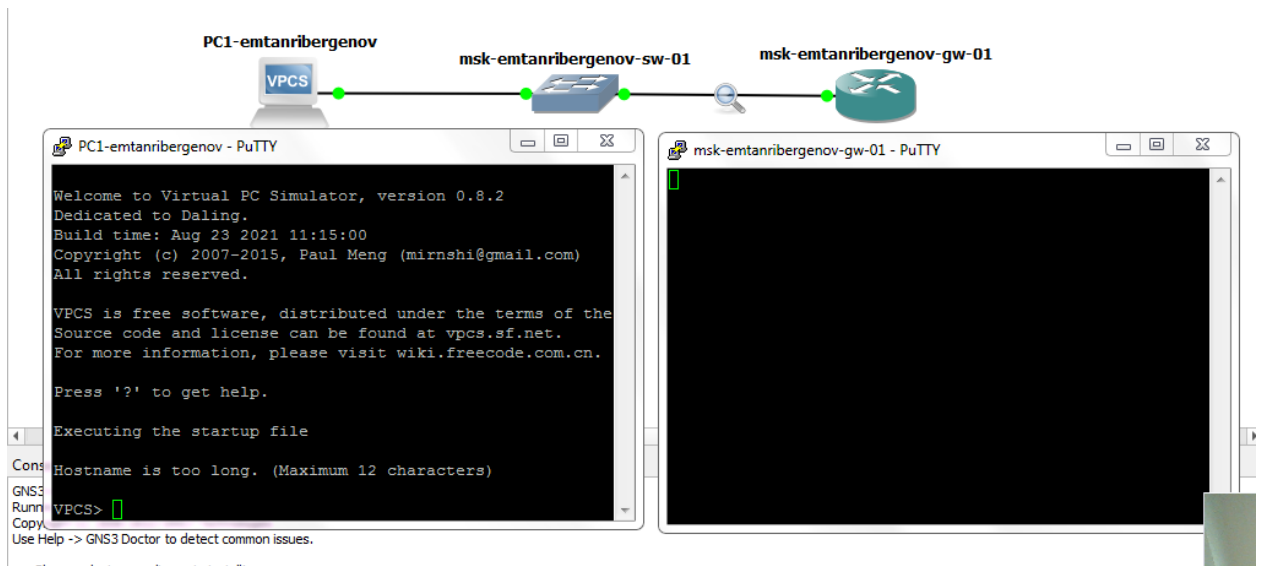 PC1-emtanribergenov
msk-emtanribergenov-sw-01
msk-emtanribergenov-gw-01
VPCS
PC1-emtanribergenov - PuTTY
Welcome to Virtual PC Simulator, version 0.8.2
Dedicated to Daling.
Build time: Aug 23 2021 11:15:00
Copyright (c) 2007-2015, Paul Meng (mirnshi@gmail.com)
All rights reserved.
VPCS is free software, distributed under the terms of the
Source code and license can be found at vpcs.sf.net.
For more information, please visit wiki.freecode.com.cn.
Press '?' to get help.
Executing the startup file
Hostname is too long. (Maximum 12 characters)
VPCS>
msk-emtanribergenov-gw-01 - PuTTY
Cons
GNS3
Runn
Copy
Use Help -> GNS3 Doctor to detect common issues.